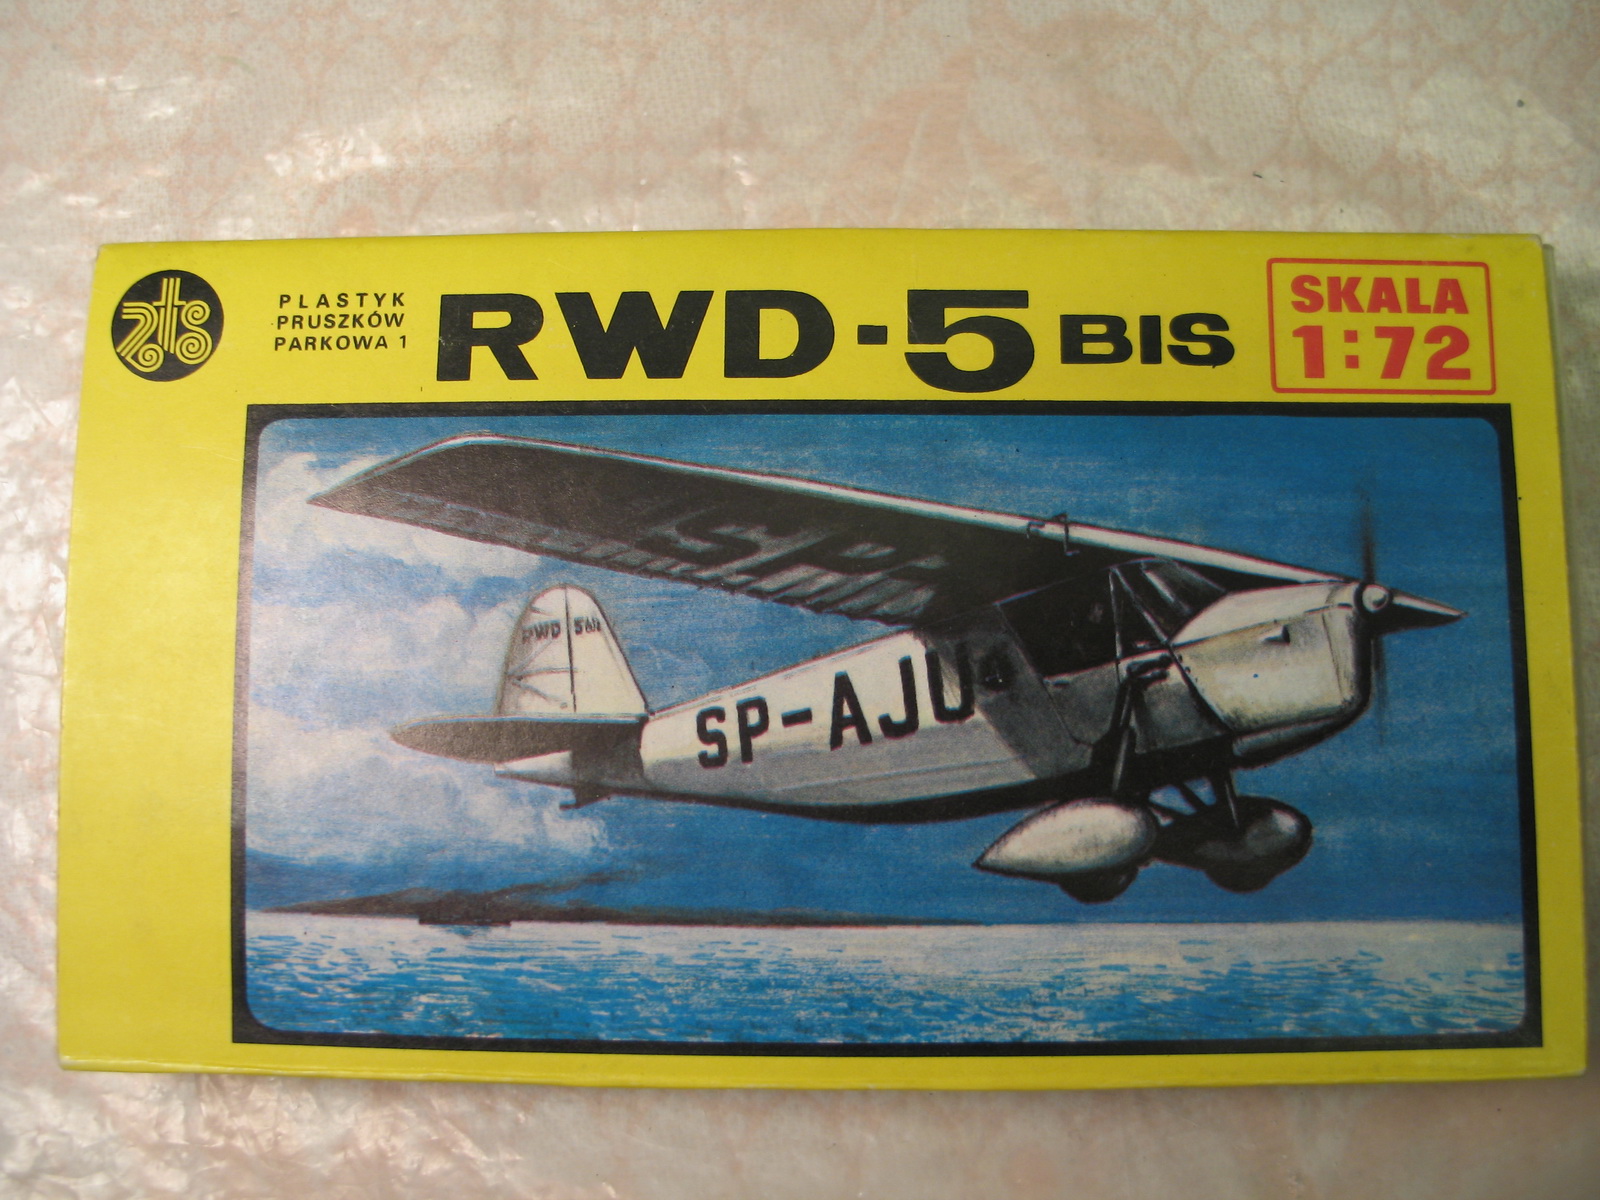 zts
PLASTYK
PRUSZKÓW
PARKOWA 1
RWD-5 BIS
SKALA
1:72
SP
RWD 5bis
SP-AJU